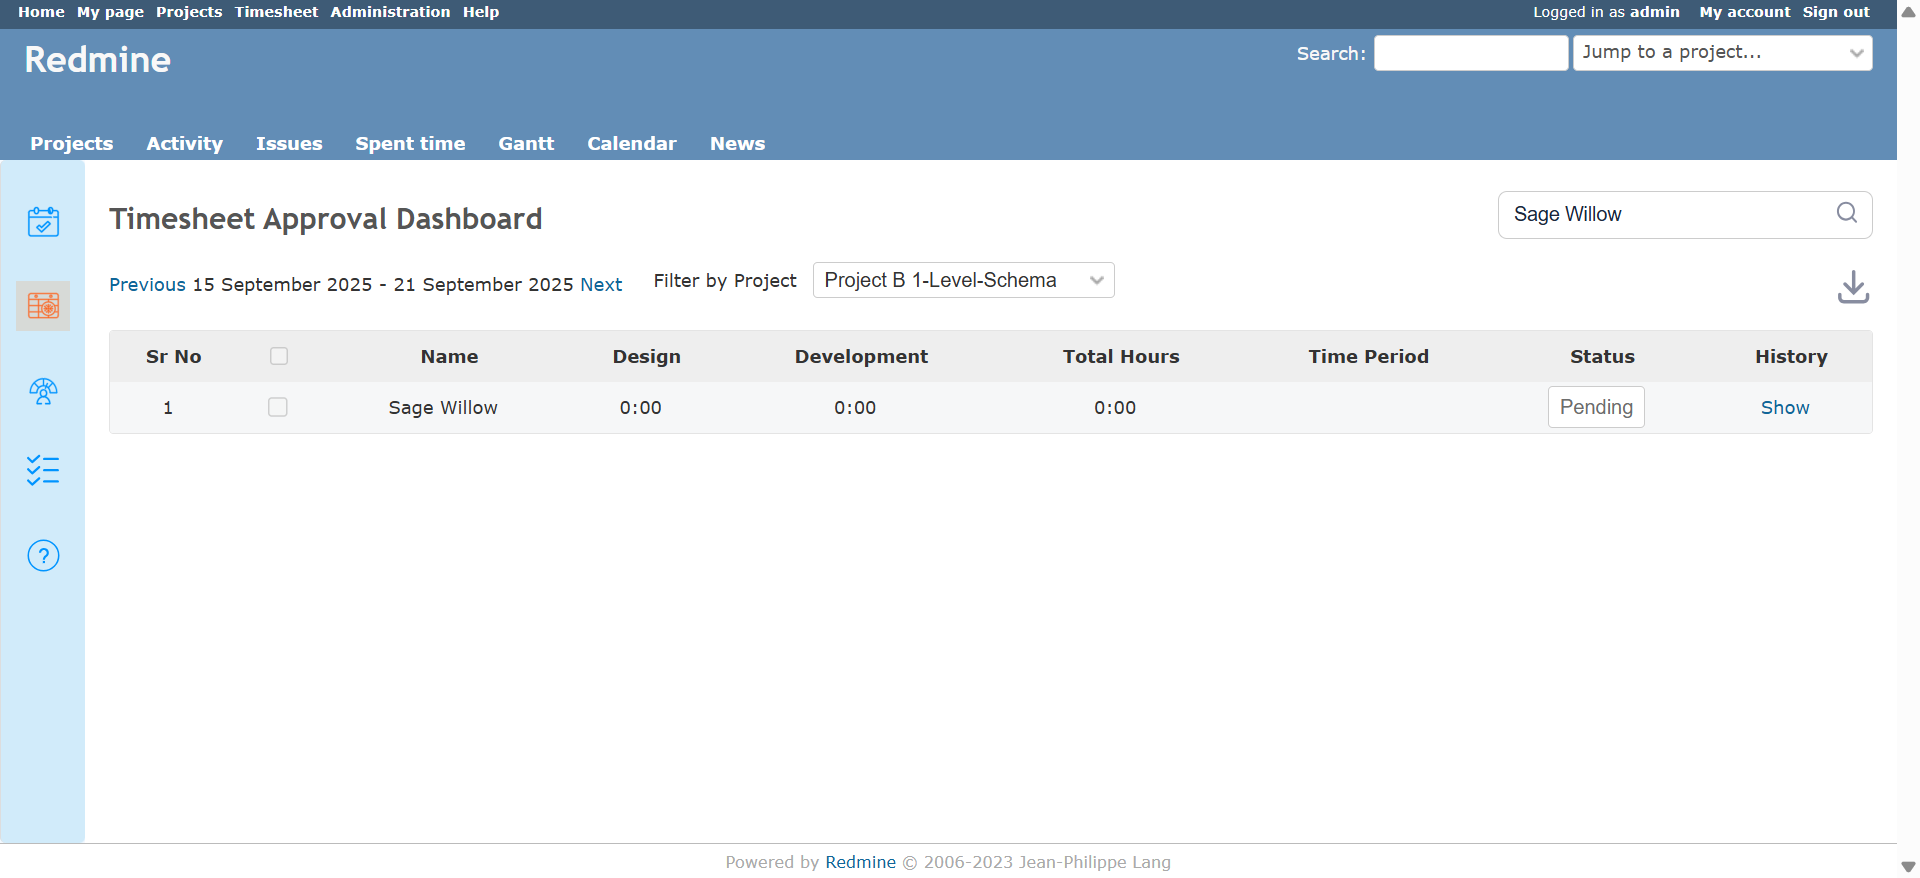 Home My page Projects Timesheet Administration Help Logged in as admin My account Sign out
Redmine Search: Jump to a project...
Projects Activity Issues Spent time Gantt Calendar News
Timesheet Approval Dashboard Sage Willow
Previous 15 September 2025 - 21 September 2025 Next Filter by Project Project B 1-Level-Schema
Sr No Name Design Development Total Hours Time Period Status History
1 Sage Willow 0:00 0:00 0:00 Pending Show
?
Powered by Redmine © 2006-2023 Jean-Philippe Lang